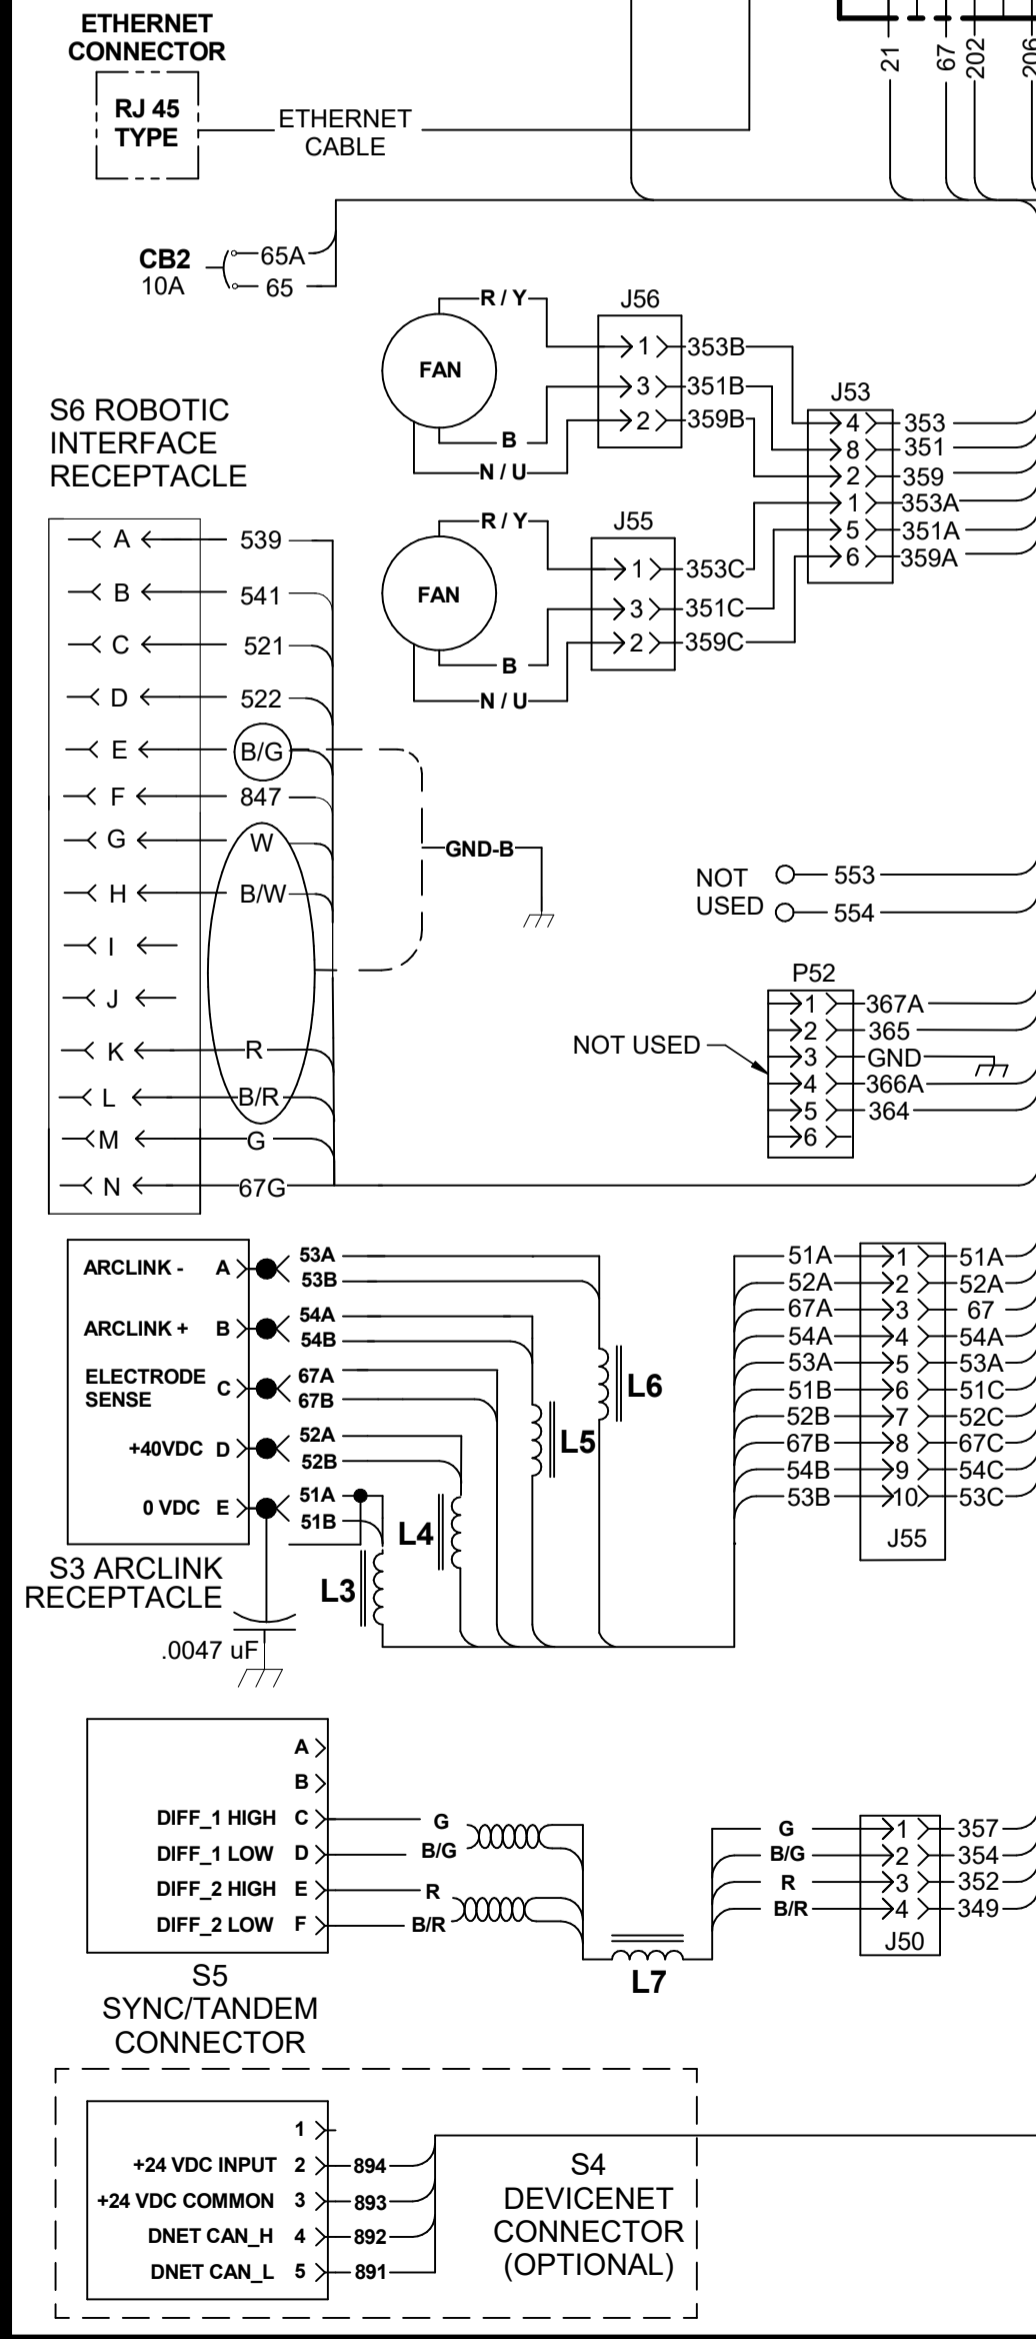 ETHERNET
CONNECTOR
RJ 45
TYPE
ETHERNET
CABLE
21
67
202
206
CB2
10A
65A
65
R / Y
FAN
B
N / U
J56
1 353B
3 351B
2 359B
J53
4 353
8 351
2 359
1 353A
5 351A
6 359A
R / Y
FAN
B
N / U
J55
1 353C
3 351C
2 359C
S6 ROBOTIC
INTERFACE
RECEPTACLE
A 539
B 541
C 521
D 522
E B/G
F 847
G W
H B/W
I
J
K R
L B/R
M G
N 67G
GND-B
NOT
USED
553
554
P52
NOT USED
1 367A
2 365
3 GND
4 366A
5 364
6
ARCLINK - A 53A
53B
ARCLINK + B 54A
54B
ELECTRODE
SENSE
C 67A
67B
+40VDC D 52A
52B
0 VDC E 51A
51B
S3 ARCLINK
RECEPTACLE
.0047 uF
L3
L4
L5
L6
51A 1 51A
52A 2 52A
67A 3 67
54A 4 54A
53A 5 53A
51B 6 51C
52B 7 52C
67B 8 67C
54B 9 54C
53B 10 53C
J55
A
B
DIFF_1 HIGH C G
DIFF_1 LOW D B/G
DIFF_2 HIGH E R
DIFF_2 LOW F B/R
S5
SYNC/TANDEM
CONNECTOR
L7
G 1 357
B/G 2 354
R 3 352
B/R 4 349
J50
1
+24 VDC INPUT 2 894
+24 VDC COMMON 3 893
DNET CAN_H 4 892
DNET CAN_L 5 891
S4
DEVICENET
CONNECTOR
(OPTIONAL)